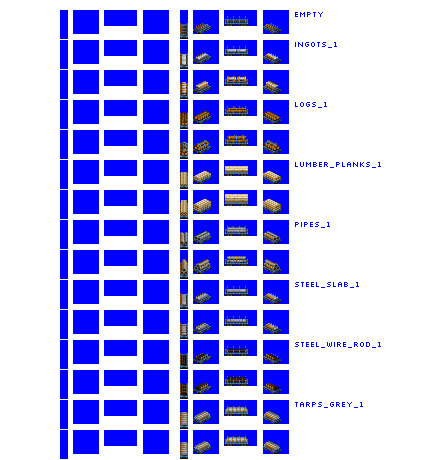 EMPTY
INGOTS_1
LOGS_1
LUMBER_PLANKS_1
PIPES_1
STEEL_SLAB_1
STEEL_WIRE_ROD_1
TARPS_GREY_1